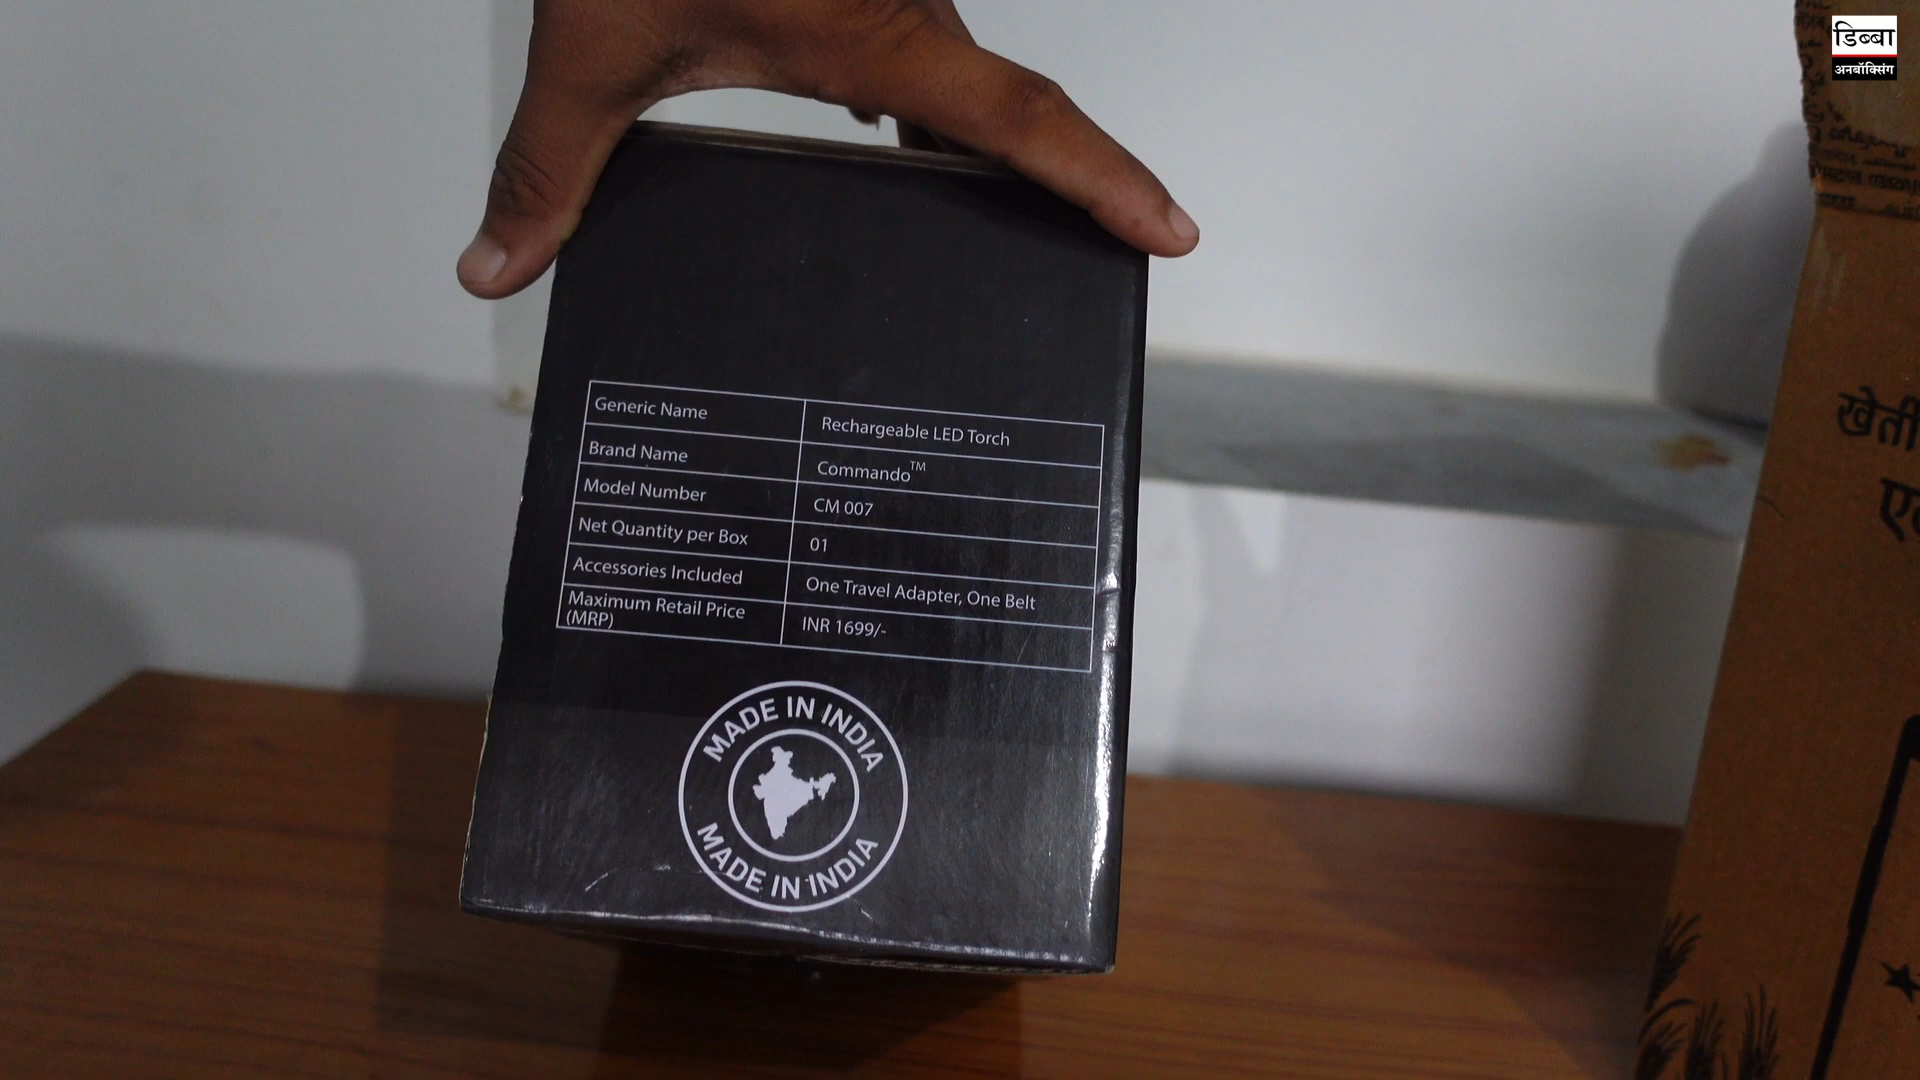 डिब्बा
अनबॉक्सिंग
Generic Name Rechargeable LED Torch
Brand Name Commando™
Model Number CM 007
Net Quantity per Box 01
Accessories Included One Travel Adapter, One Belt
Maximum Retail Price
(MRP) INR 1699/-
MADE IN INDIA
MADE IN INDIA